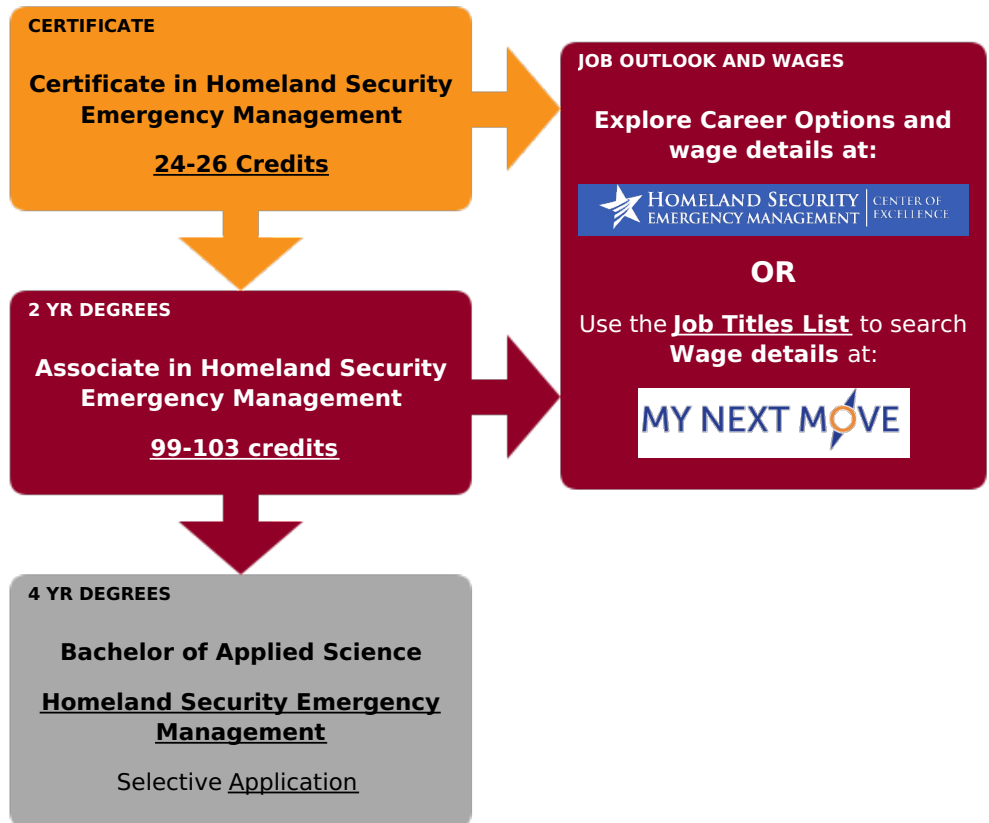 CERTIFICATE
Certificate in Homeland Security
Emergency Management
24-26 Credits
JOB OUTLOOK AND WAGES
Explore Career Options and
wage details at:
HOMELAND SECURITY
EMERGENCY MANAGEMENT
CENTER OF
EXCELLENCE
OR
Use the Job Titles List to search
Wage details at:
MY NEXT MOVE
2 YR DEGREES
Associate in Homeland Security
Emergency Management
99-103 credits
4 YR DEGREES
Bachelor of Applied Science
Homeland Security Emergency
Management
Selective Application